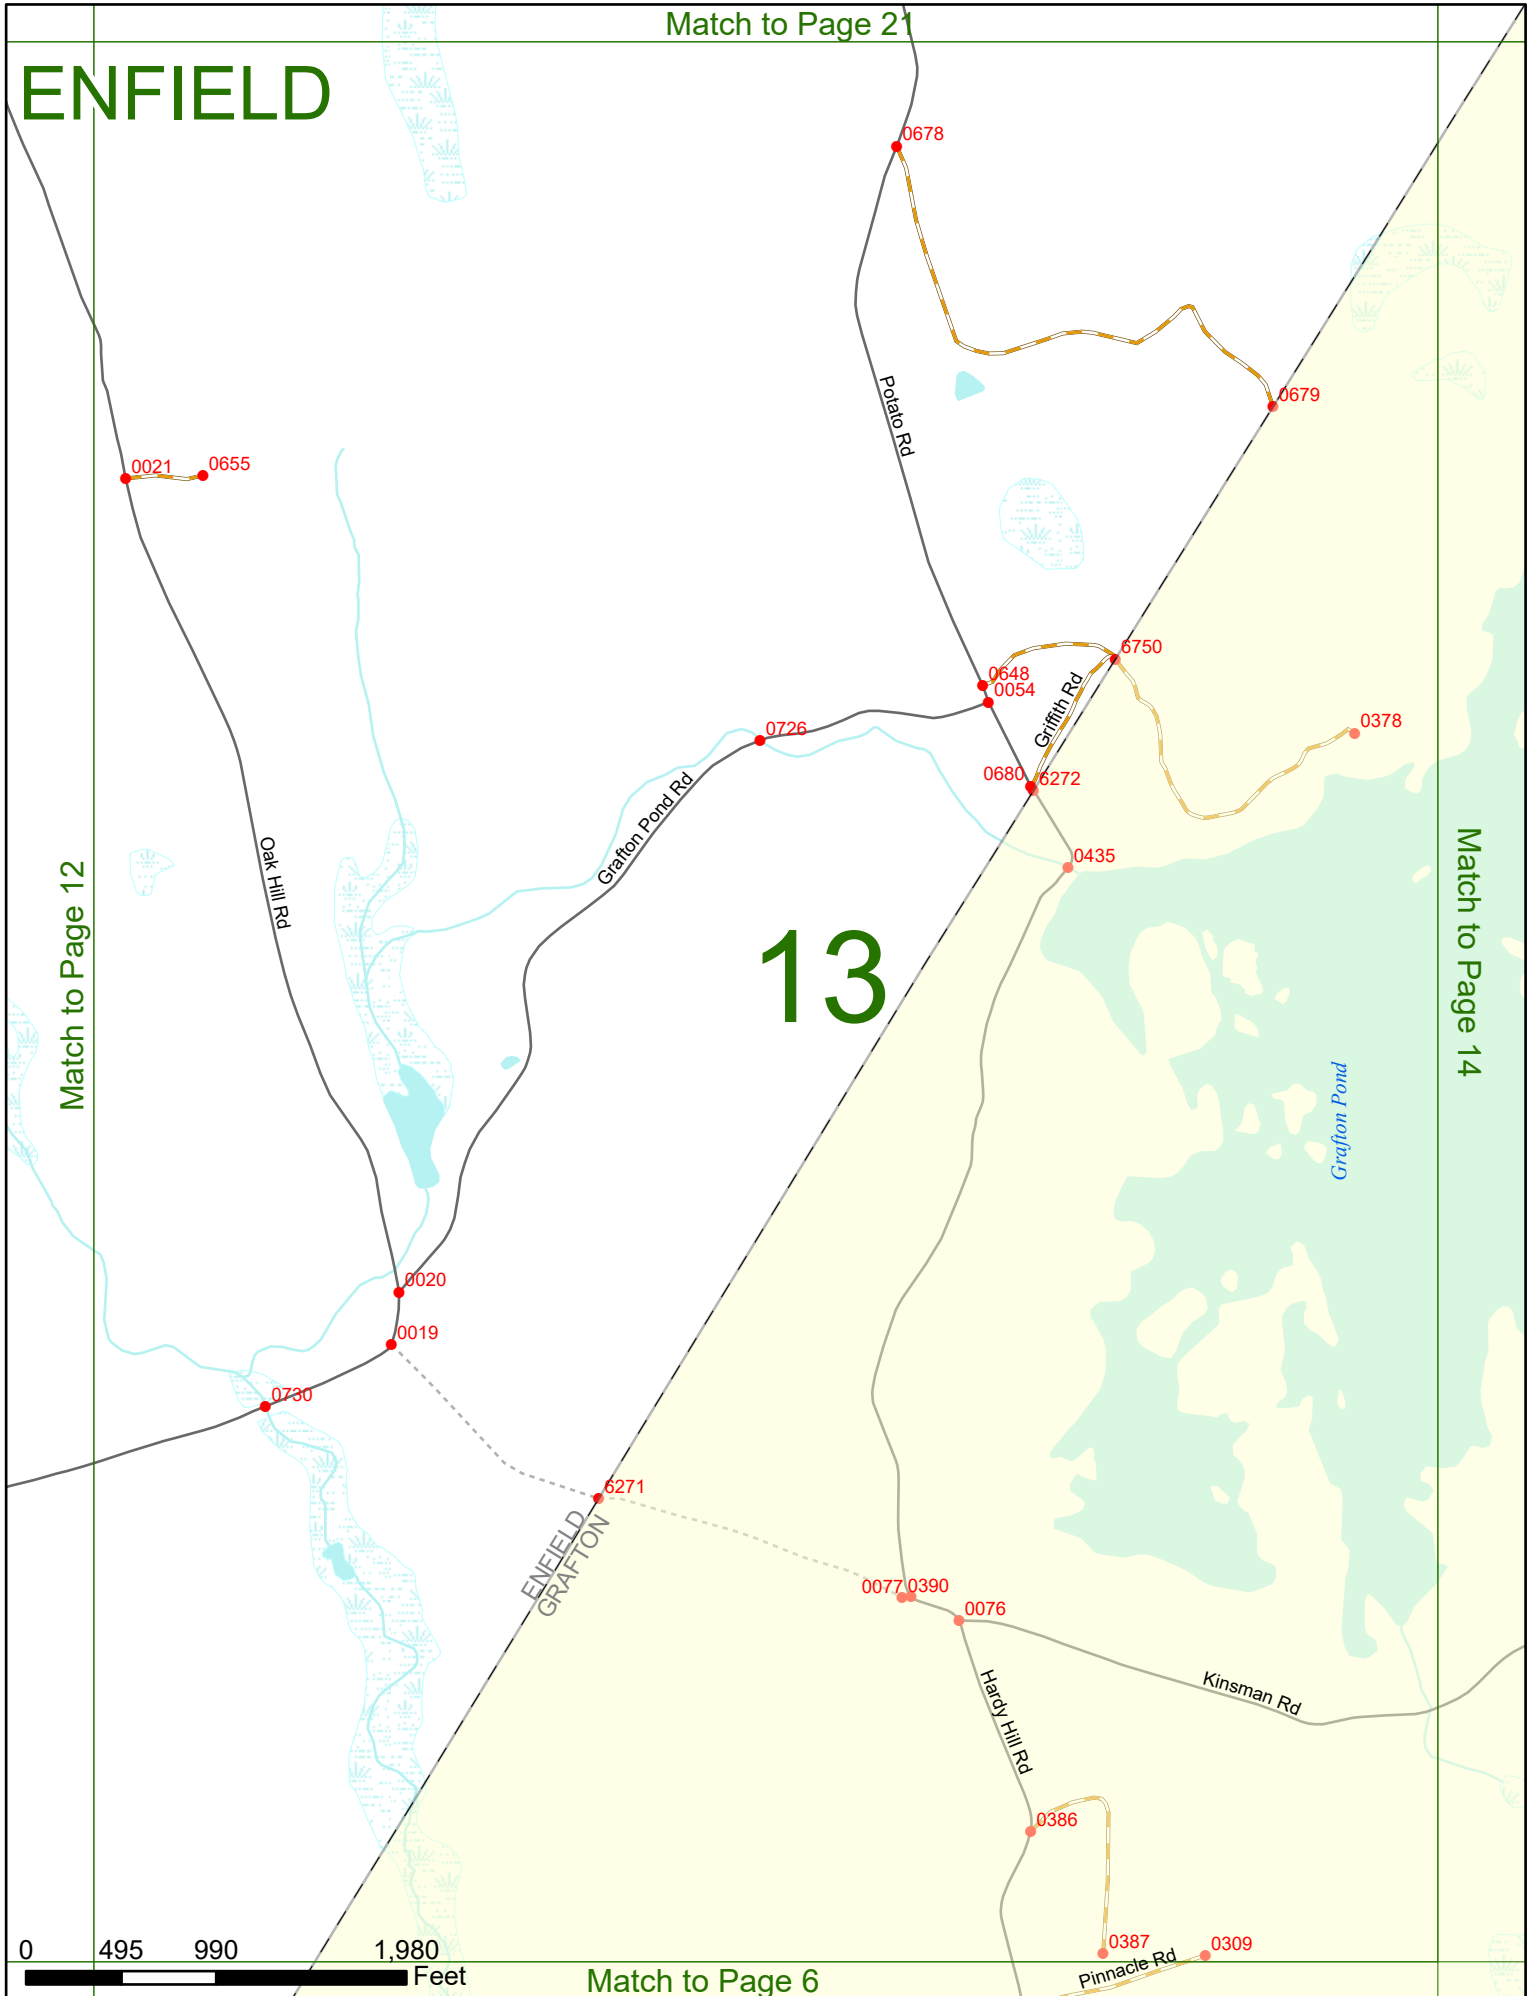 Match to Page 21
ENFIELD
0678
0679
Potato Rd
0021
0655
6750
0648
0054
Griffith Rd
0378
0726
0680
6272
Grafton Pond Rd
Oak Hill Rd
0435
Match to Page 12
Match to Page 14
13
Grafton Pond
0020
0019
0730
6271
ENFIELD
GRAFTON
0077
0390
0076
Hardy Hill Rd
Kinsman Rd
0386
0387
0309
Pinnacle Rd
0 495 990 1,980
Feet
Match to Page 6